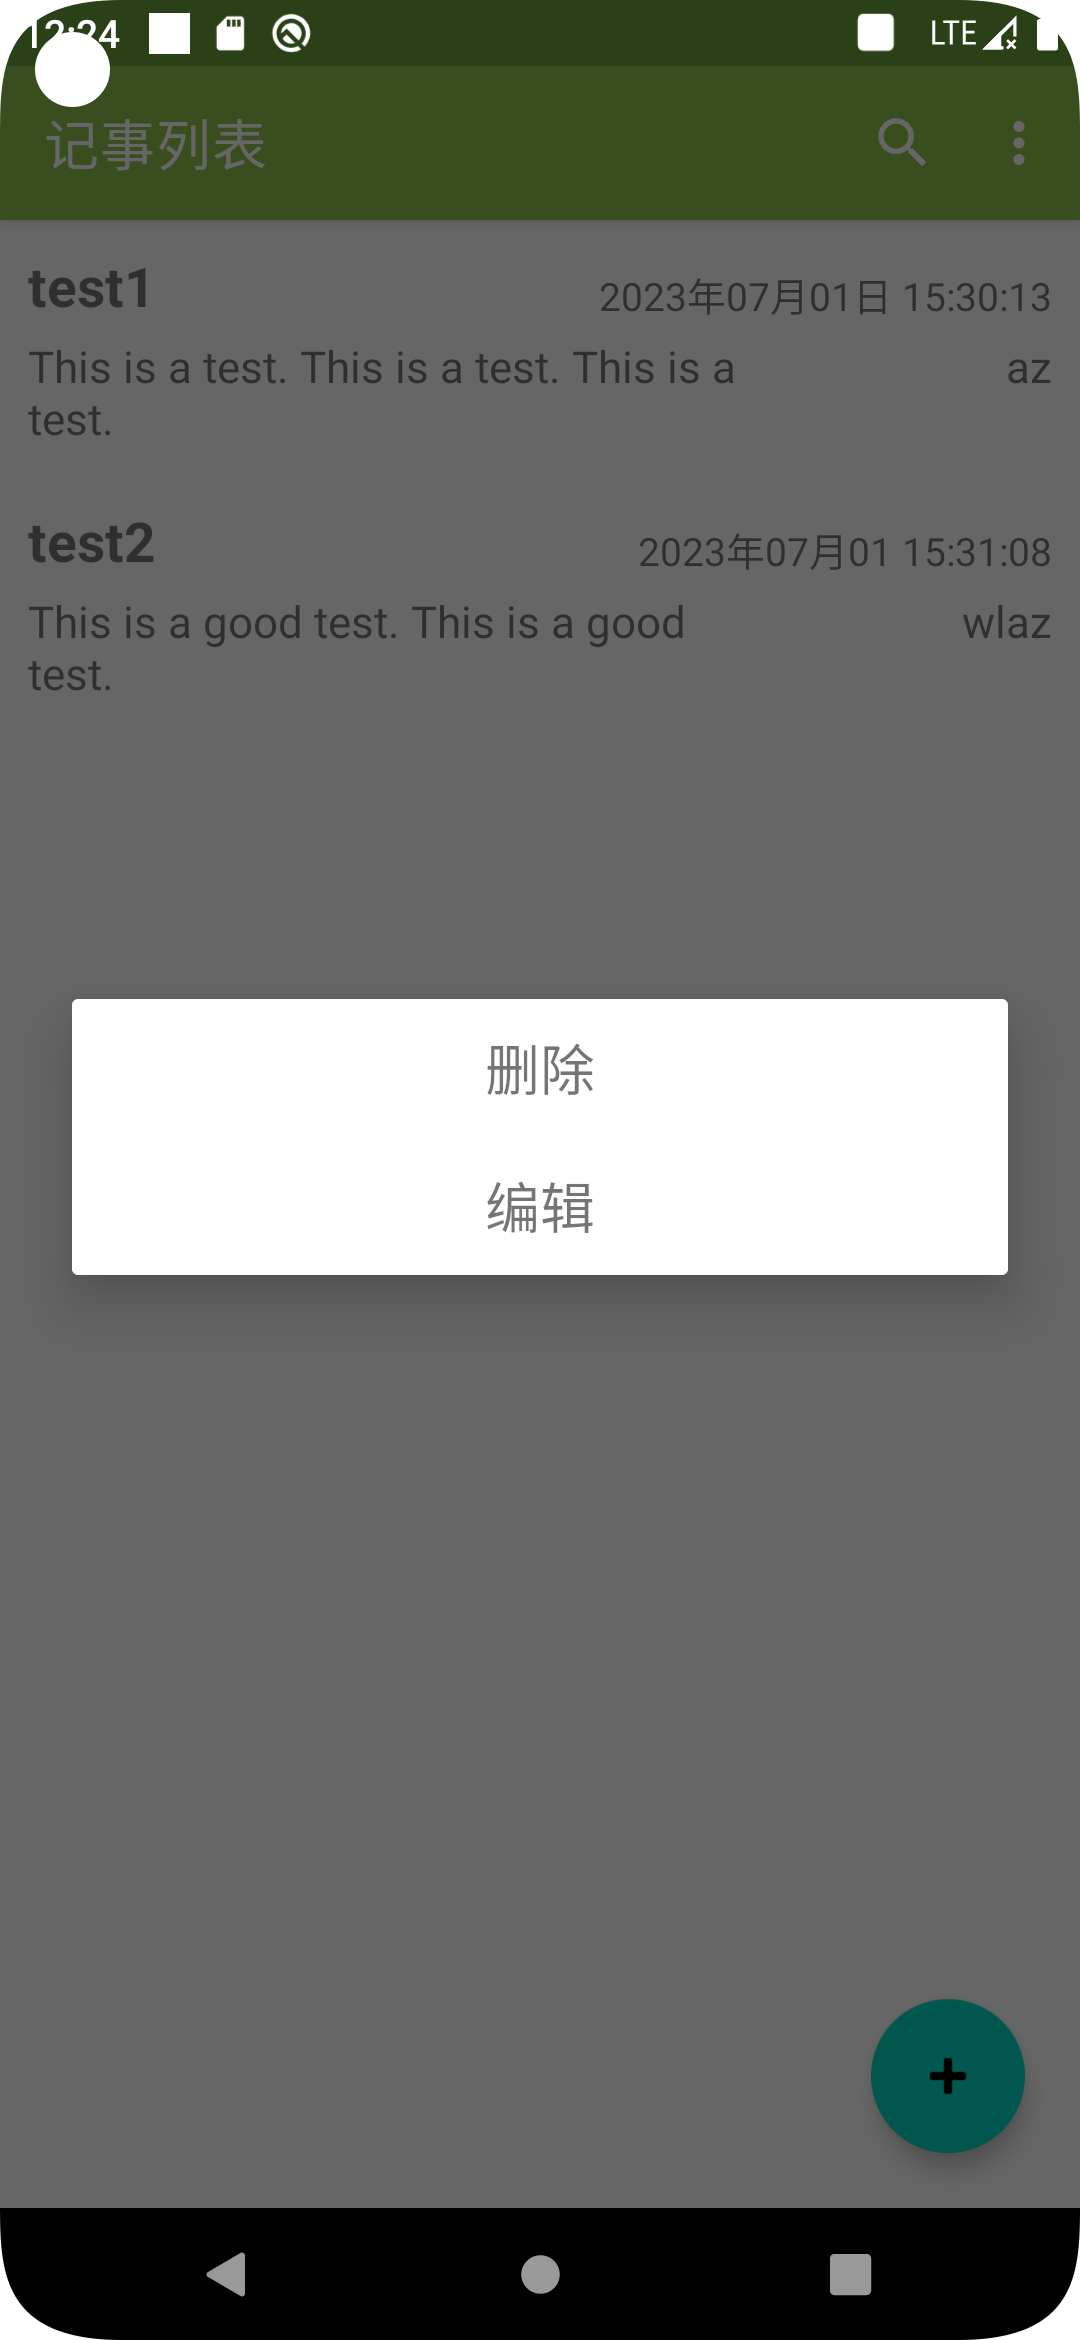 12:24
LTE
记事列表
test1
2023年07月01日 15:30:13
This is a test. This is a test. This is a
test.
az
test2
2023年07月01 15:31:08
This is a good test. This is a good
test.
wlaz
删除
编辑